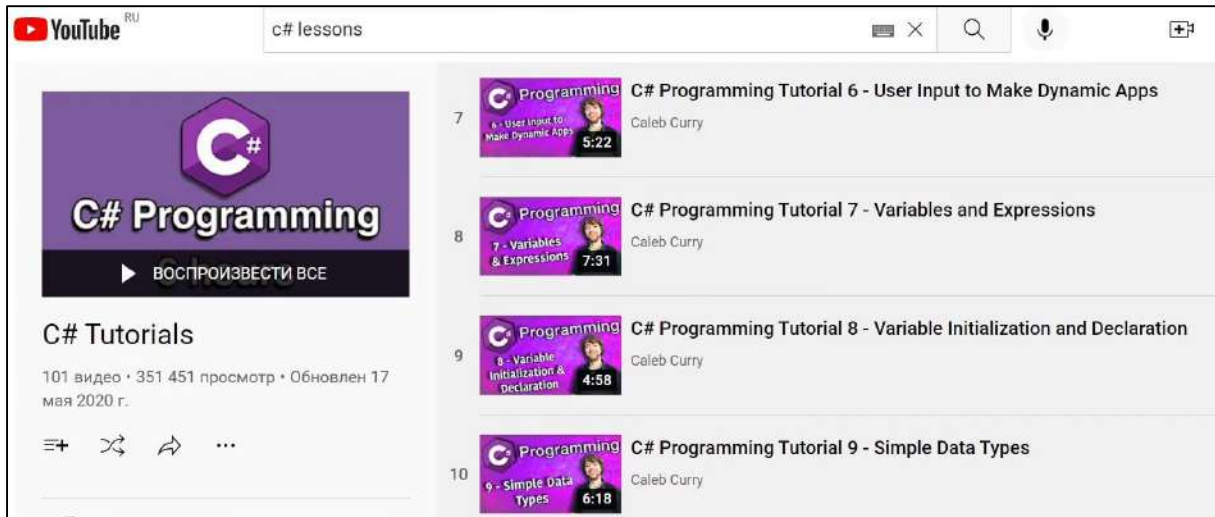 YouTube RU
c# lessons
C#
C# Programming
ВОСПРОИЗВЕСТИ ВСЕ
C# Tutorials
101 видео • 351 451 просмотр • Обновлен 17
мая 2020 г.
7
C# Programming
6 - User Input to
Make Dynamic Apps
5:22
C# Programming Tutorial 6 - User Input to Make Dynamic Apps
Caleb Curry
8
C# Programming
7 - Variables
& Expressions
7:31
C# Programming Tutorial 7 - Variables and Expressions
Caleb Curry
9
C# Programming
8 - Variable
Initialization &
Declaration
4:58
C# Programming Tutorial 8 - Variable Initialization and Declaration
Caleb Curry
10
C# Programming
9 - Simple Data
Types
6:18
C# Programming Tutorial 9 - Simple Data Types
Caleb Curry